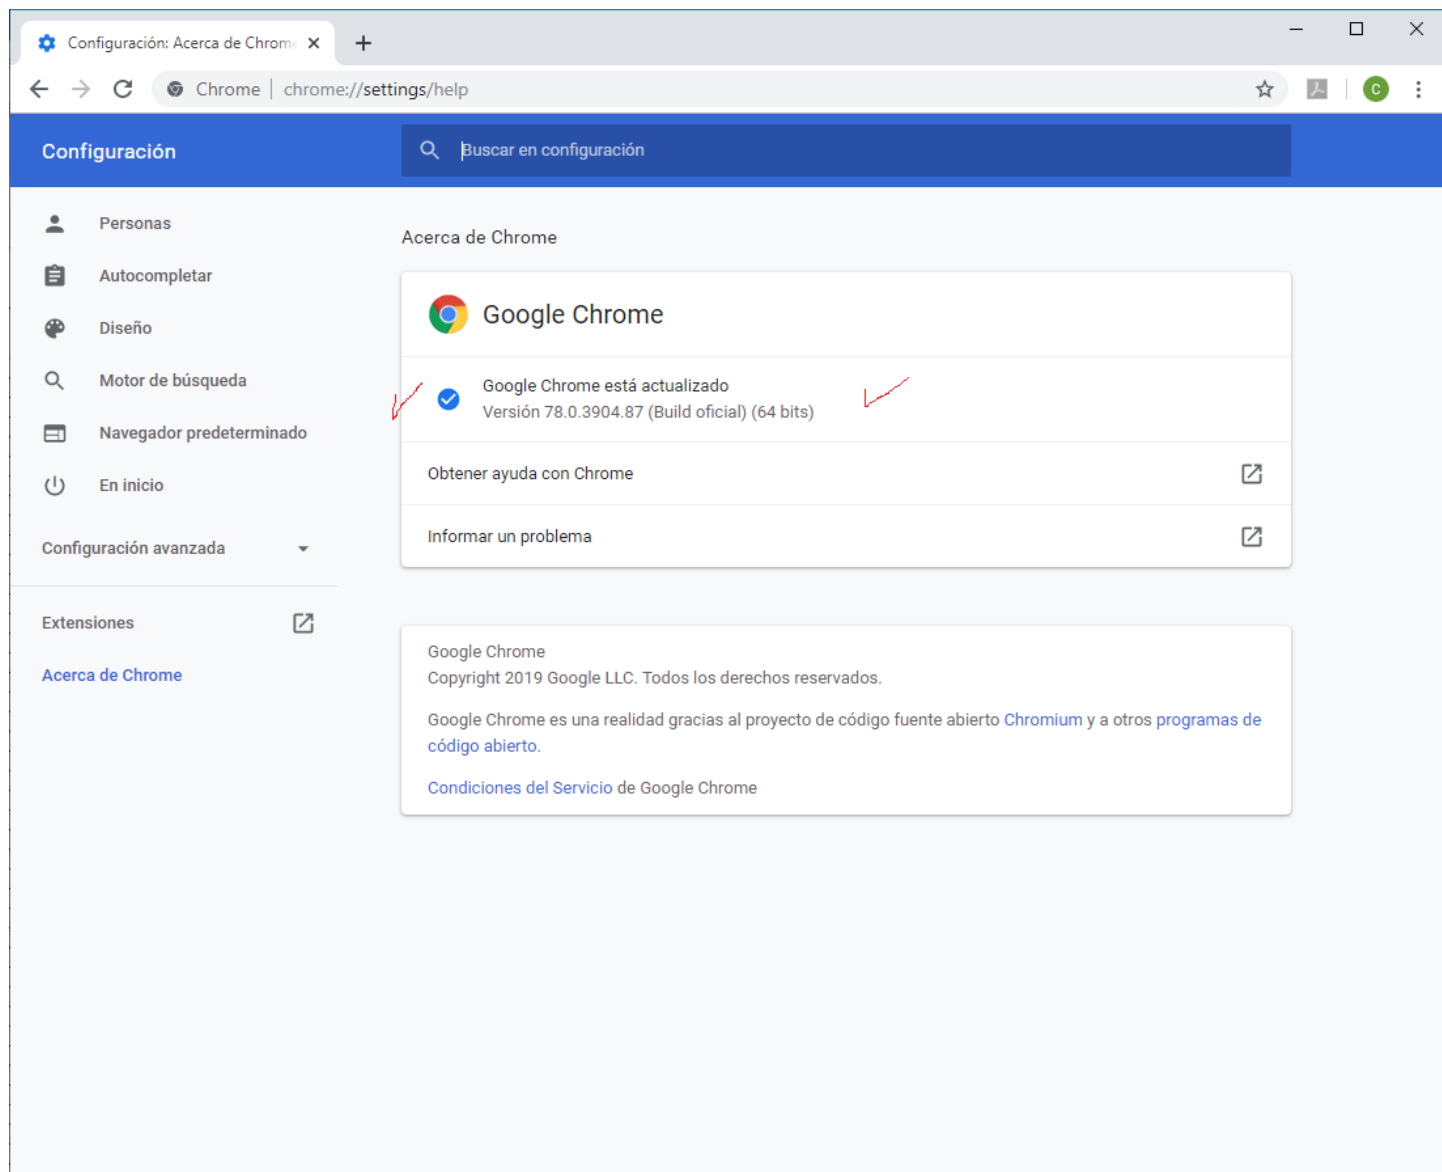 Configuración: Acerca de Chrome
Chrome | chrome://settings/help
C
Configuración
Buscar en configuración
Personas
Autocompletar
Diseño
Motor de búsqueda
Navegador predeterminado
En inicio
Configuración avanzada
Extensiones
Acerca de Chrome
Acerca de Chrome
Google Chrome
Google Chrome está actualizado
Versión 78.0.3904.87 (Build oficial) (64 bits)
Obtener ayuda con Chrome
Informar un problema
Google Chrome
Copyright 2019 Google LLC. Todos los derechos reservados.
Google Chrome es una realidad gracias al proyecto de código fuente abierto Chromium y a otros programas de
código abierto.
Condiciones del Servicio de Google Chrome